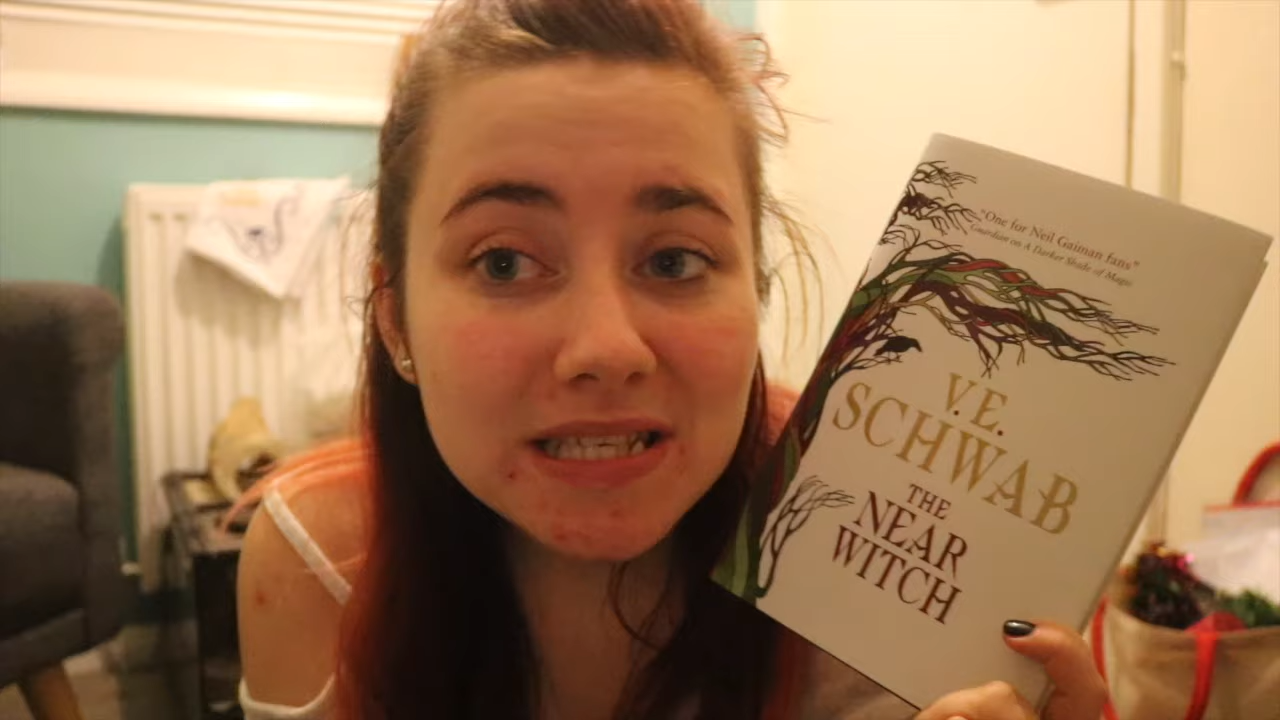 "One for Neil Gaiman fans"
Guardian on A Darker Shade of Magic
V.E.
SCHWAB
THE
NEAR
WITCH